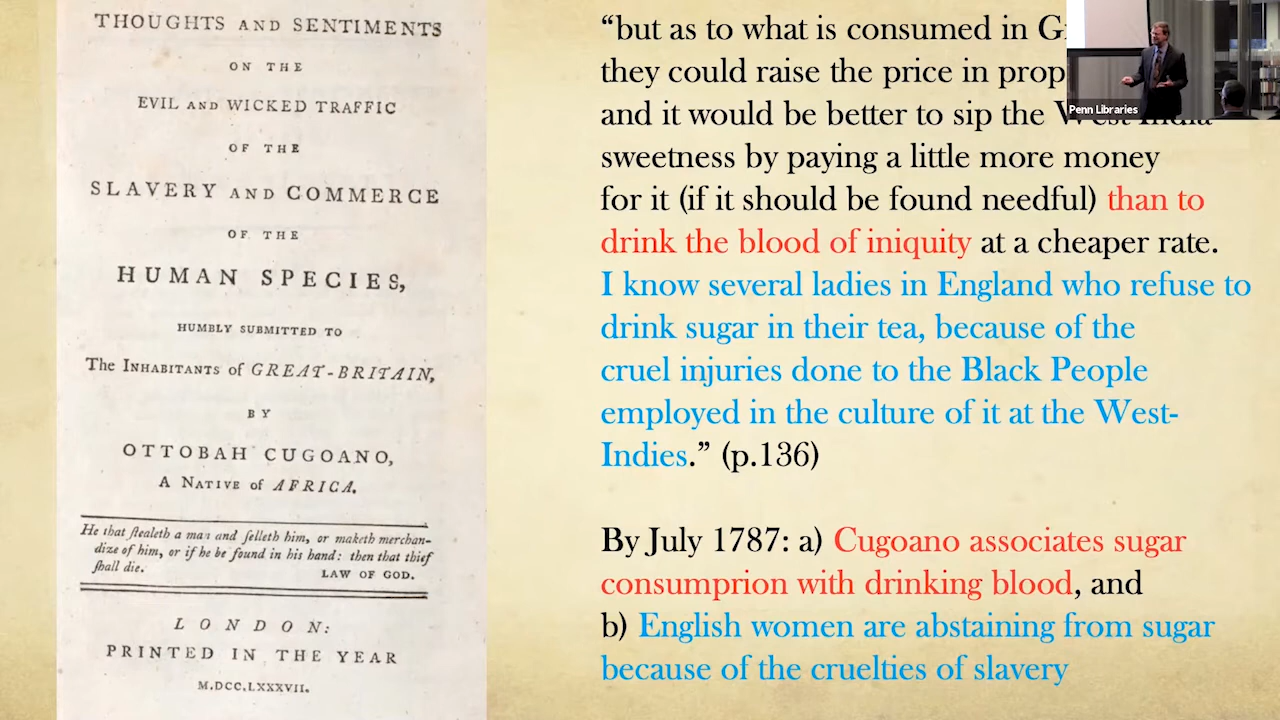 THOUGHTS AND SENTIMENTS
ON THE
EVIL AND WICKED TRAFFIC
OF THE
SLAVERY AND COMMERCE
OF THE
HUMAN SPECIES,
HUMBLY SUBMITTED TO
The INHABITANTS of GREAT-BRITAIN,
BY
OTTOBAH CUGOANO,
A NATIVE of AFRICA.
He that ſtealeth a man and ſelleth him, or maketh merchan-
dize of him, or if he be found in his hand: then that thief
ſhall die.
LAW OF GOD.
LONDON:
PRINTED IN THE YEAR
M.DCC.LXXXVII.
“but as to what is consumed in
they could raise the price in
and it would be better to sip the West India
sweetness by paying a little more money
for it (if it should be found needful) than to
drink the blood of iniquity at a cheaper rate.
I know several ladies in England who refuse to
drink sugar in their tea, because of the
cruel injuries done to the Black People
employed in the culture of it at the West-
Indies.” (p.136)
By July 1787: a) Cugoano associates sugar
consumprion with drinking blood, and
b) English women are abstaining from sugar
because of the cruelties of slavery
Penn Libraries